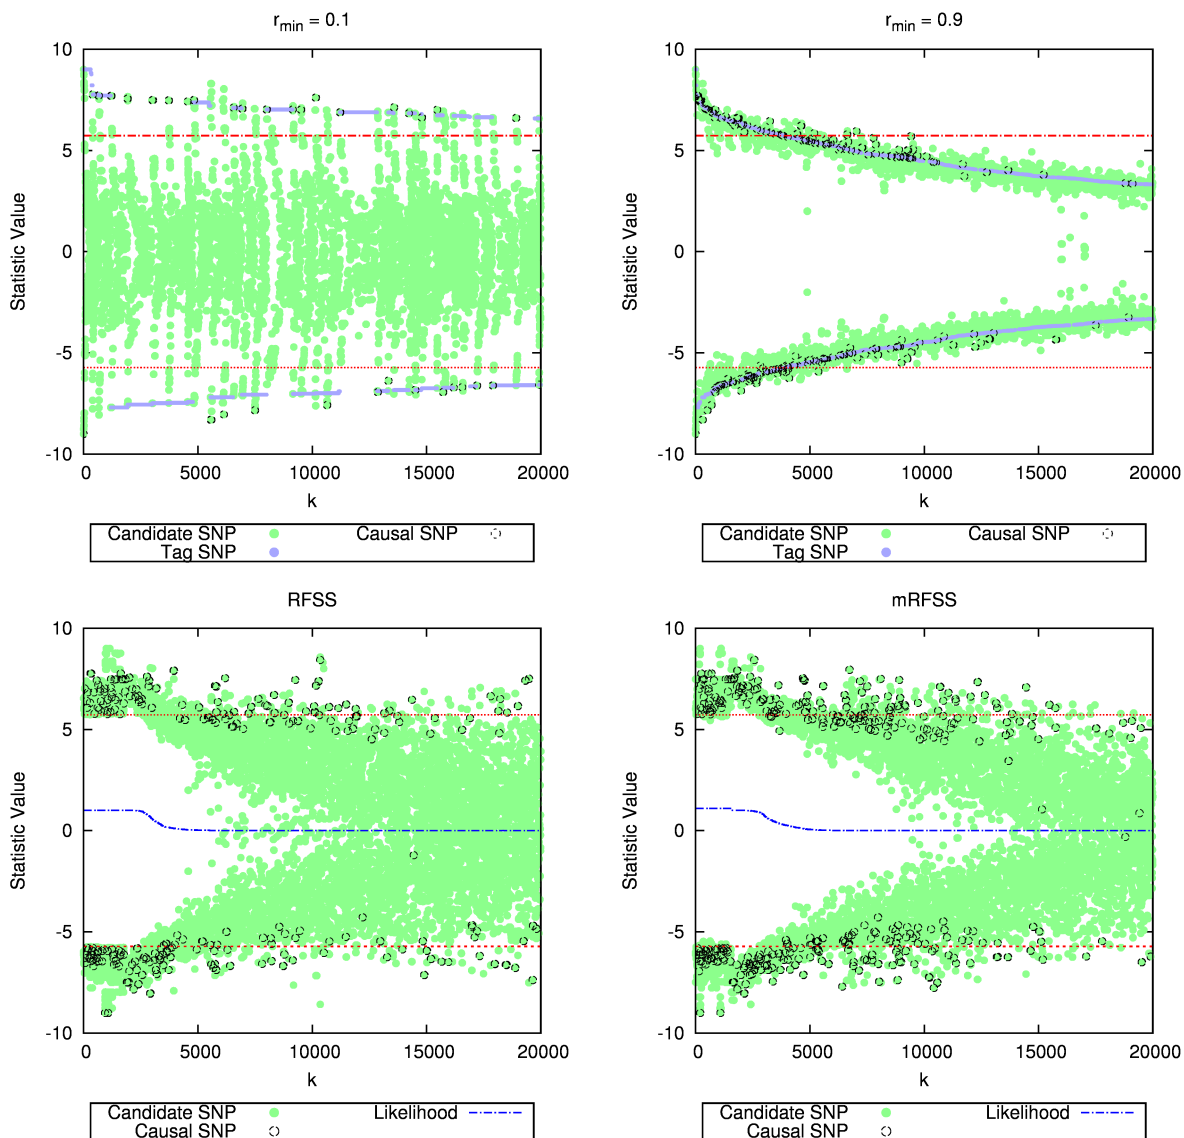 r_min = 0.1
10
5
0
-5
-10
Statistic Value
0 5000 10000 15000 20000
k
Candidate SNP
Causal SNP
Tag SNP
r_min = 0.9
10
5
0
-5
-10
Statistic Value
0 5000 10000 15000 20000
k
Candidate SNP
Causal SNP
Tag SNP
RFSS
10
5
0
-5
-10
Statistic Value
0 5000 10000 15000 20000
k
Candidate SNP
Likelihood
Causal SNP
mRFSS
10
5
0
-5
-10
Statistic Value
0 5000 10000 15000 20000
k
Candidate SNP
Likelihood
Causal SNP